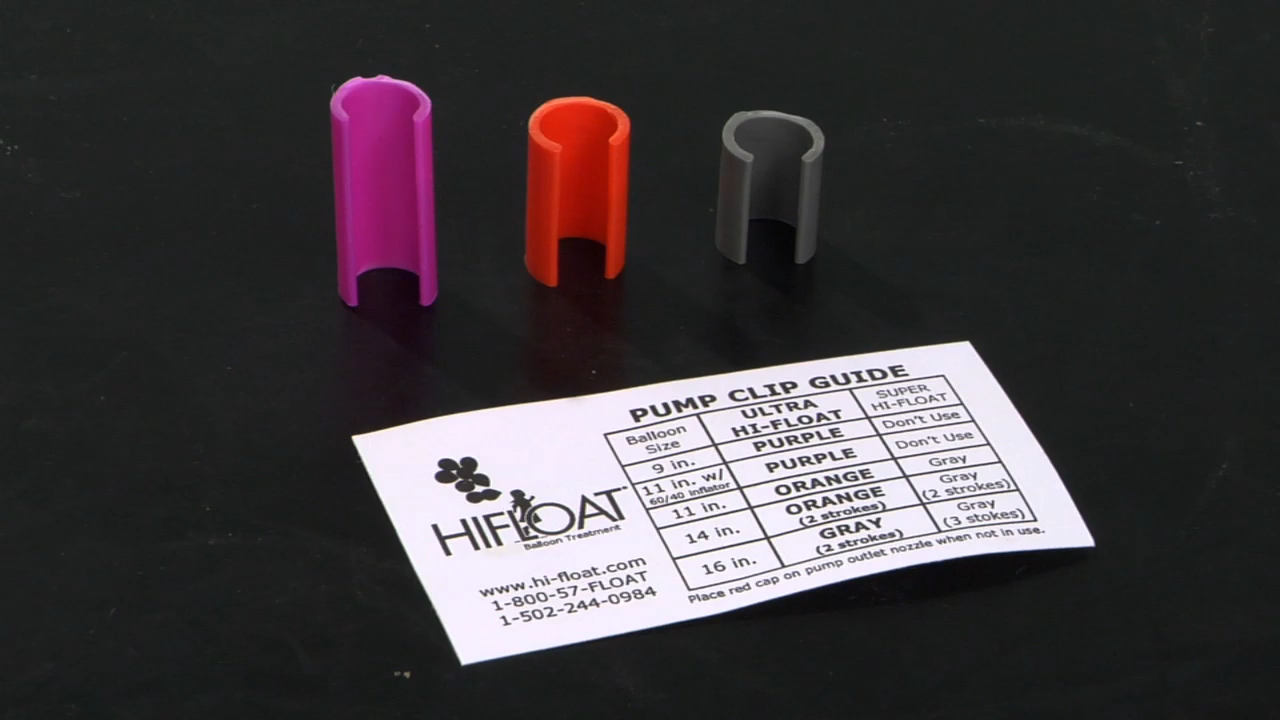 PUMP CLIP GUIDE
Balloon Size
ULTRA HI-FLOAT
SUPER HI-FLOAT
9 in.
PURPLE
Don't Use
11 in. w/ 60/40 inflator
PURPLE
Don't Use
11 in.
ORANGE
Gray
14 in.
ORANGE (2 strokes)
Gray (2 strokes)
16 in.
GRAY (2 strokes)
Gray (3 stokes)
Place red cap on pump outlet nozzle when not in use.
HIFLOAT
Balloon Treatment
www.hi-float.com
1-800-57-FLOAT
1-502-244-0984